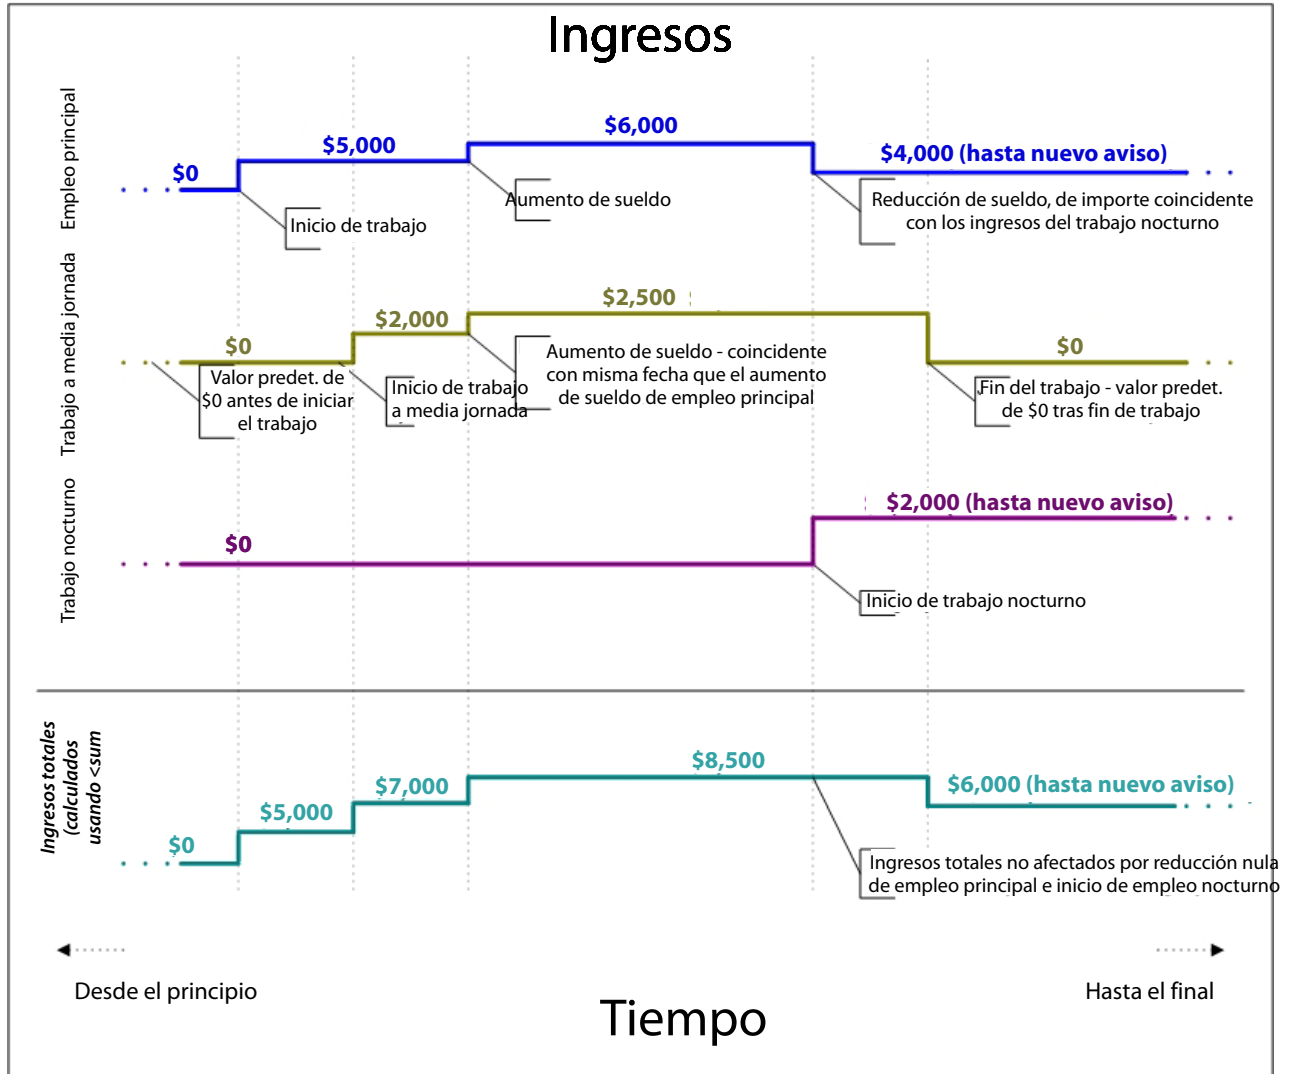 Ingresos
Empleo principal
$0
$5,000
$6,000
$4,000 (hasta nuevo aviso)
Inicio de trabajo
Aumento de sueldo
Reducción de sueldo, de importe coincidente
con los ingresos del trabajo nocturno
Trabajo a media jornada
$0
$2,000
$2,500
$0
Valor predet. de
$0 antes de iniciar
el trabajo
Inicio de trabajo
a media jornada
Aumento de sueldo - coincidente
con misma fecha que el aumento
de sueldo de empleo principal
Fin del trabajo - valor predet.
de $0 tras fin de trabajo
Trabajo nocturno
$0
$2,000 (hasta nuevo aviso)
Inicio de trabajo nocturno
Ingresos totales
(calculados
usando <sum
$0
$5,000
$7,000
$8,500
$6,000 (hasta nuevo aviso)
Ingresos totales no afectados por reducción nula
de empleo principal e inicio de empleo nocturno
Desde el principio
Hasta el final
Tiempo